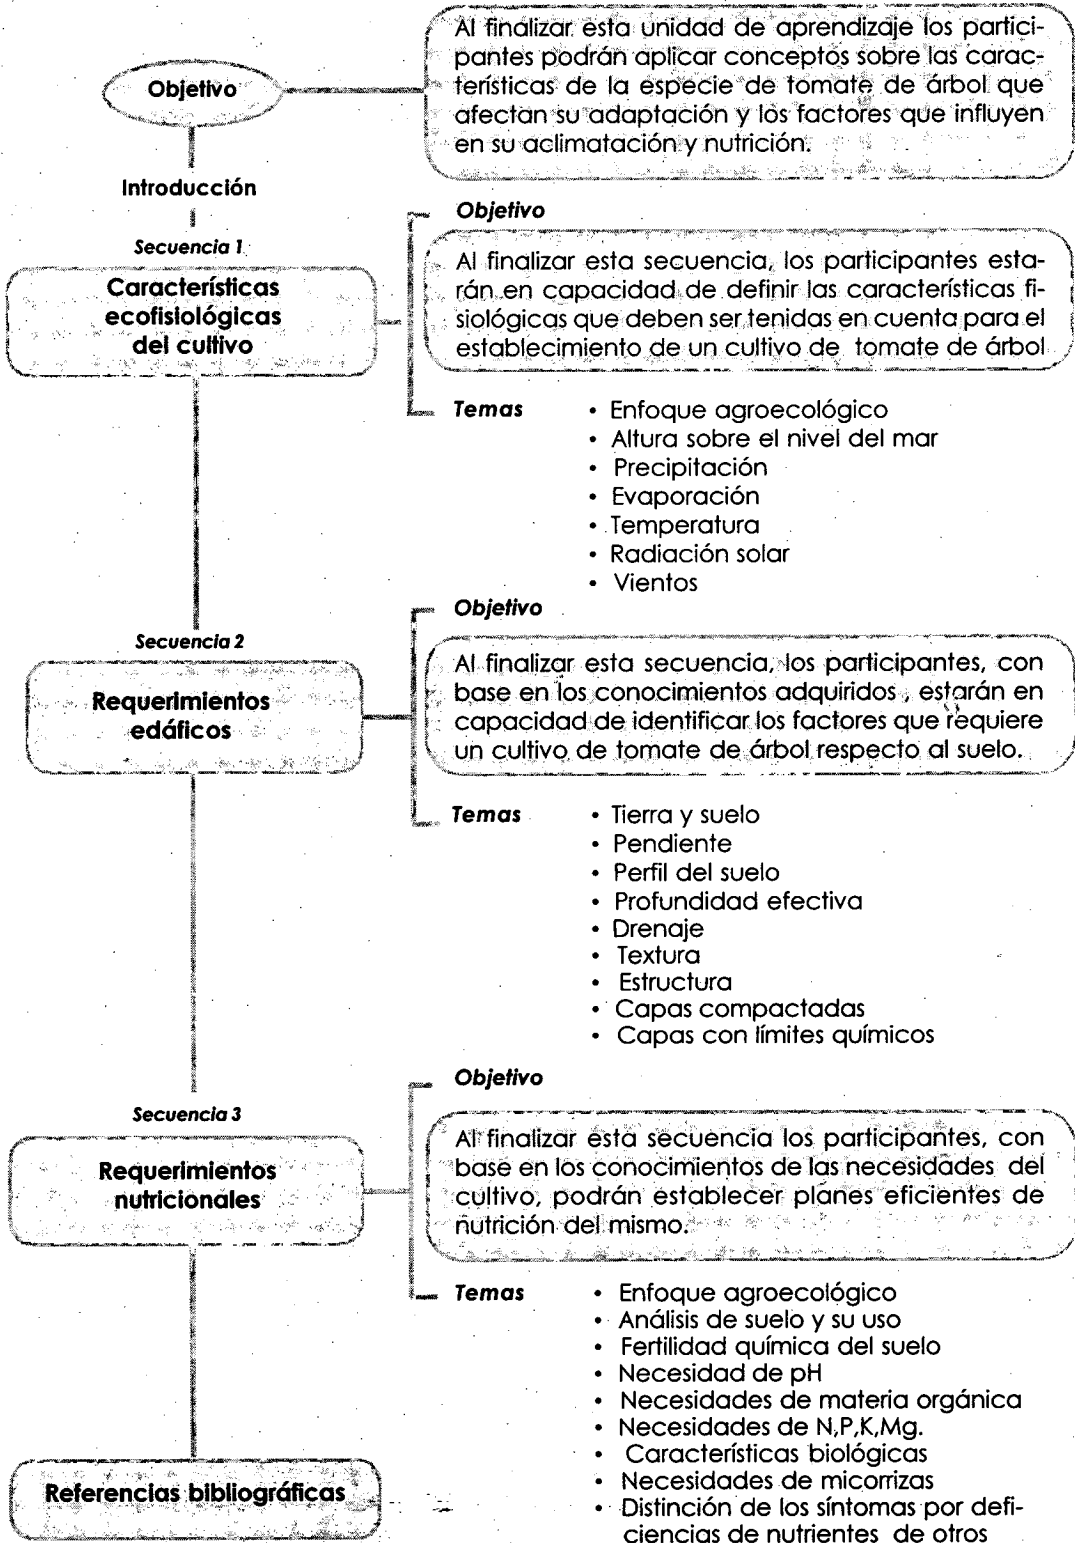 Objetivo
Al finalizar esta unidad de aprendizaje los partici-
pantes podrán aplicar conceptos sobre las carac-
terísticas de la especie de tomate de árbol que
afectan su adaptación y los factores que influyen
en su aclimatación y nutrición.
Introducción
Secuencia 1
Características
ecofisiológicas
del cultivo
Objetivo
Al finalizar esta secuencia, los participantes esta-
rán en capacidad de definir las características fi-
siológicas que deben ser tenidas en cuenta para el
establecimiento de un cultivo de tomate de árbol
Temas
• Enfoque agroecológico
• Altura sobre el nivel del mar
• Precipitación
• Evaporación
• Temperatura
• Radiación solar
• Vientos
Secuencia 2
Requerimientos
edáficos
Objetivo
Al finalizar esta secuencia, los participantes, con
base en los conocimientos adquiridos, estarán en
capacidad de identificar los factores que requiere
un cultivo de tomate de árbol respecto al suelo.
Temas
• Tierra y suelo
• Pendiente
• Perfil del suelo
• Profundidad efectiva
• Drenaje
• Textura
• Estructura
• Capas compactadas
• Capas con límites químicos
Secuencia 3
Requerimientos
nutricionales
Objetivo
Al finalizar esta secuencia los participantes, con
base en los conocimientos de las necesidades del
cultivo, podrán establecer planes eficientes de
nutrición del mismo.
Temas
• Enfoque agroecológico
• Análisis de suelo y su uso
• Fertilidad química del suelo
• Necesidad de pH
• Necesidades de materia orgánica
• Necesidades de N,P,K,Mg.
• Características biológicas
• Necesidades de micorrizas
• Distinción de los síntomas por defi-
ciencias de nutrientes de otros
Referencias bibliográficas